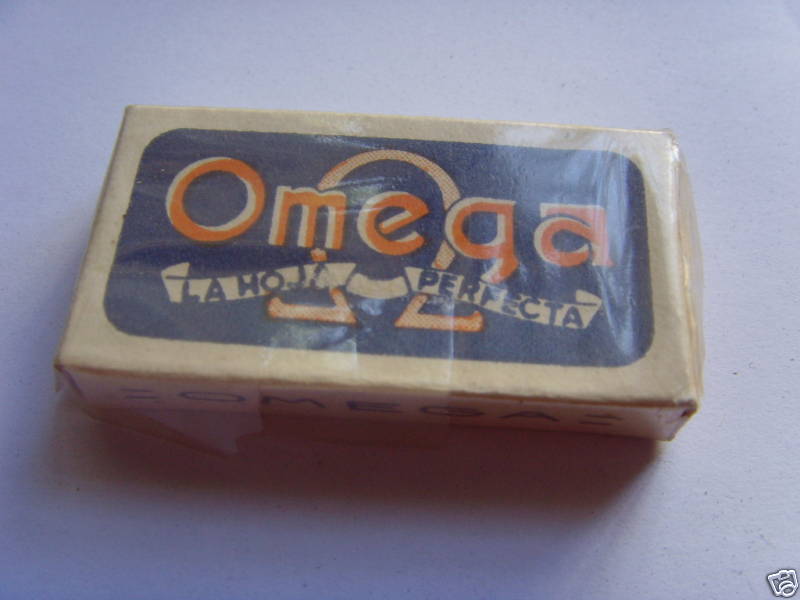 Omega
LA HOJA PERFECTA
= OMEGA =